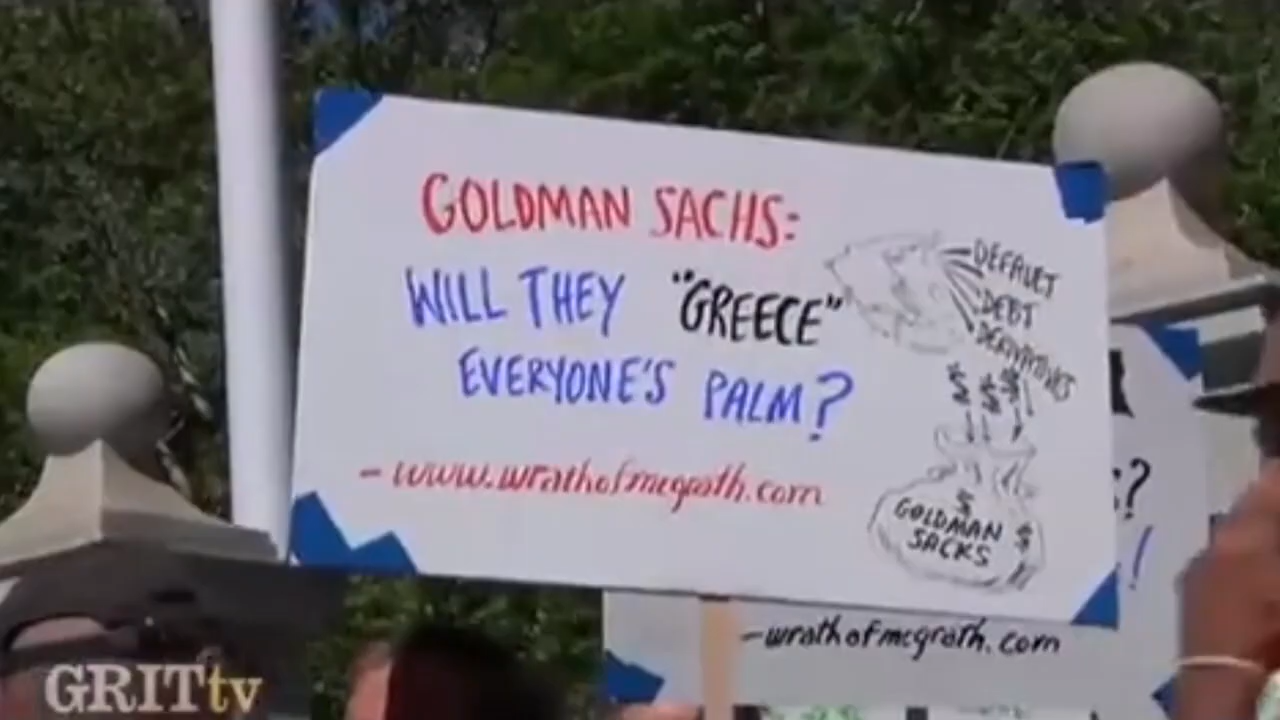 GOLDMAN SACHS:
WILL THEY "GREECE"
EVERYONE'S PALM?
- www.wrathofmcgrath.com
DEFAULT
DEBT
DERIVATIVES
$ $ $
$
GOLDMAN $
SACKS
?
!
-wrathofmcgrath.com
GRITtv